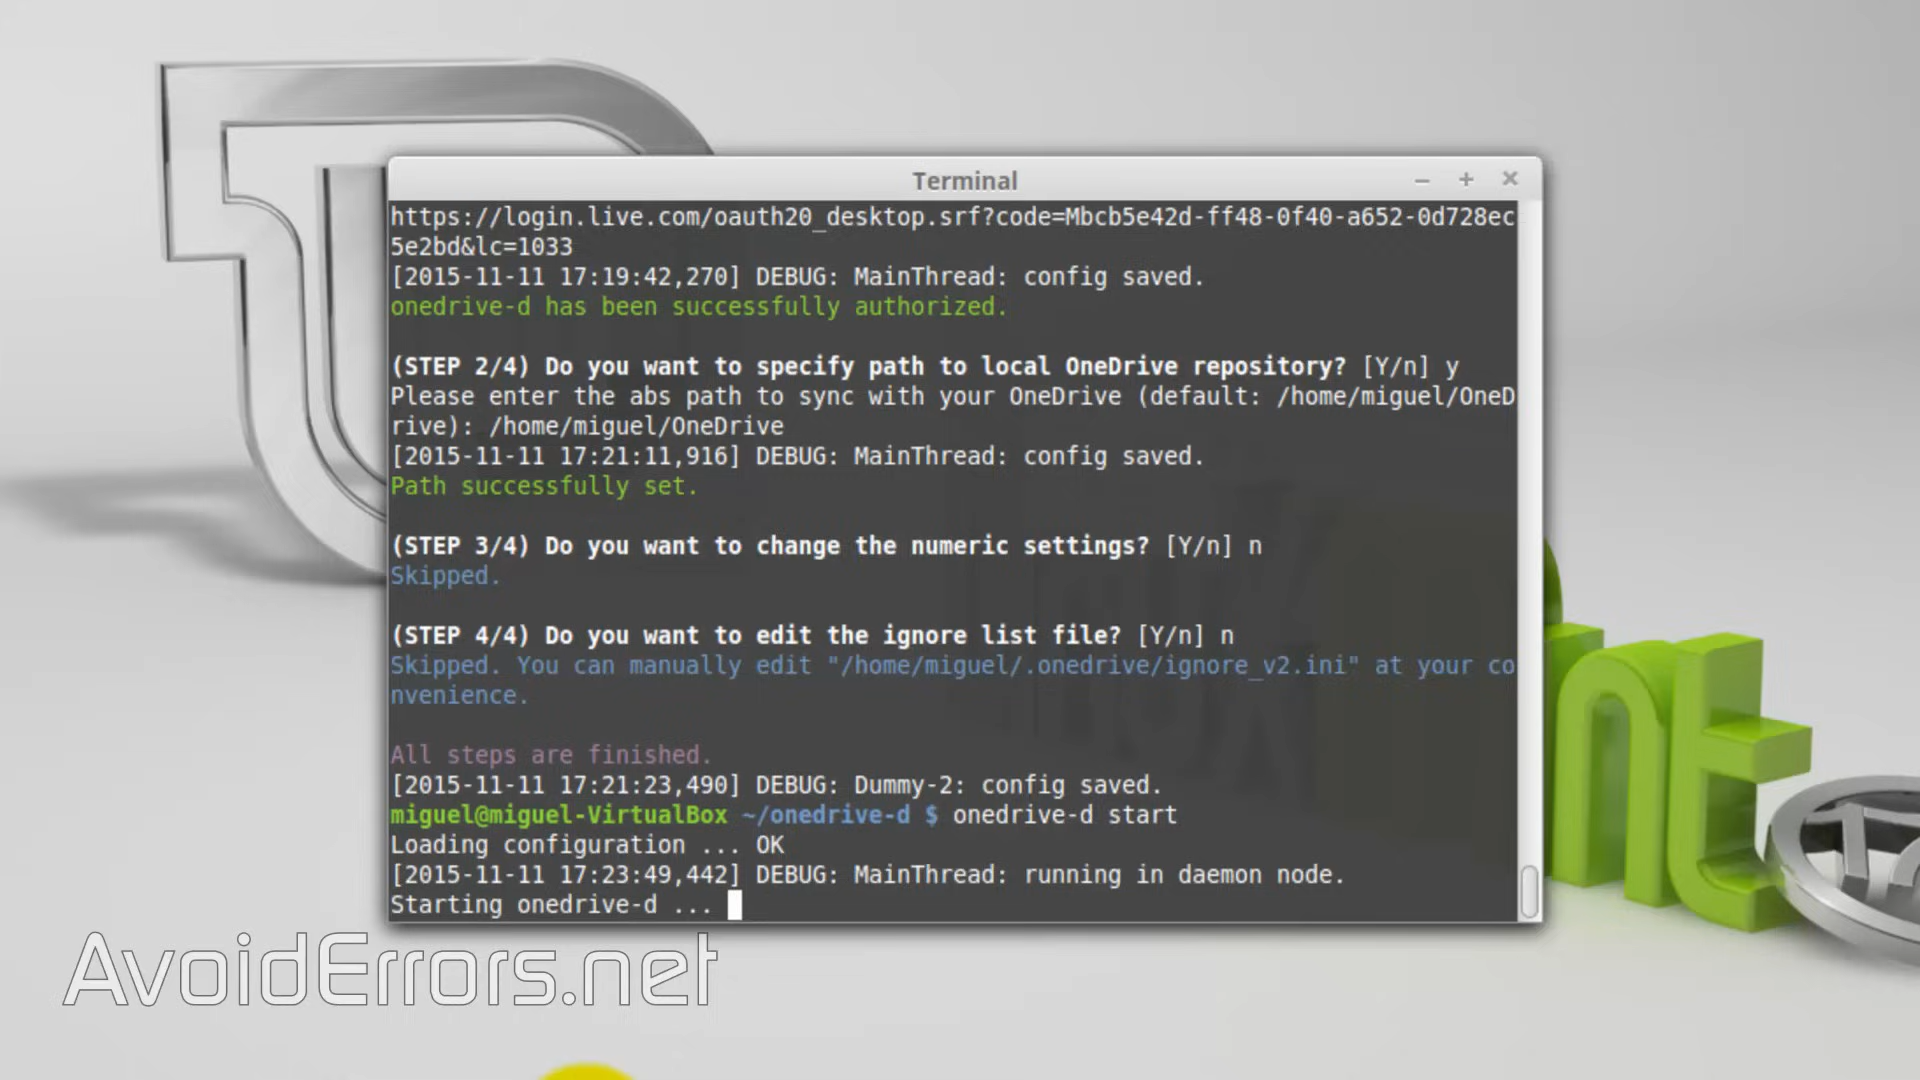 Terminal
https://login.live.com/oauth20_desktop.srf?code=Mbcb5e42d-ff48-0f40-a652-0d728ec
5e2bd&lc=1033
[2015-11-11 17:19:42,270] DEBUG: MainThread: config saved.
onedrive-d has been successfully authorized.
(STEP 2/4) Do you want to specify path to local OneDrive repository? [Y/n] y
Please enter the abs path to sync with your OneDrive (default: /home/miguel/OneD
rive): /home/miguel/OneDrive
[2015-11-11 17:21:11,916] DEBUG: MainThread: config saved.
Path successfully set.
(STEP 3/4) Do you want to change the numeric settings? [Y/n] n
Skipped.
(STEP 4/4) Do you want to edit the ignore list file? [Y/n] n
Skipped. You can manually edit "/home/miguel/.onedrive/ignore_v2.ini" at your co
nvenience.
All steps are finished.
[2015-11-11 17:21:23,490] DEBUG: Dummy-2: config saved.
miguel@miguel-VirtualBox ~/onedrive-d $ onedrive-d start
Loading configuration ... OK
[2015-11-11 17:23:49,442] DEBUG: MainThread: running in daemon node.
Starting onedrive-d ...
AvoidErrors.net